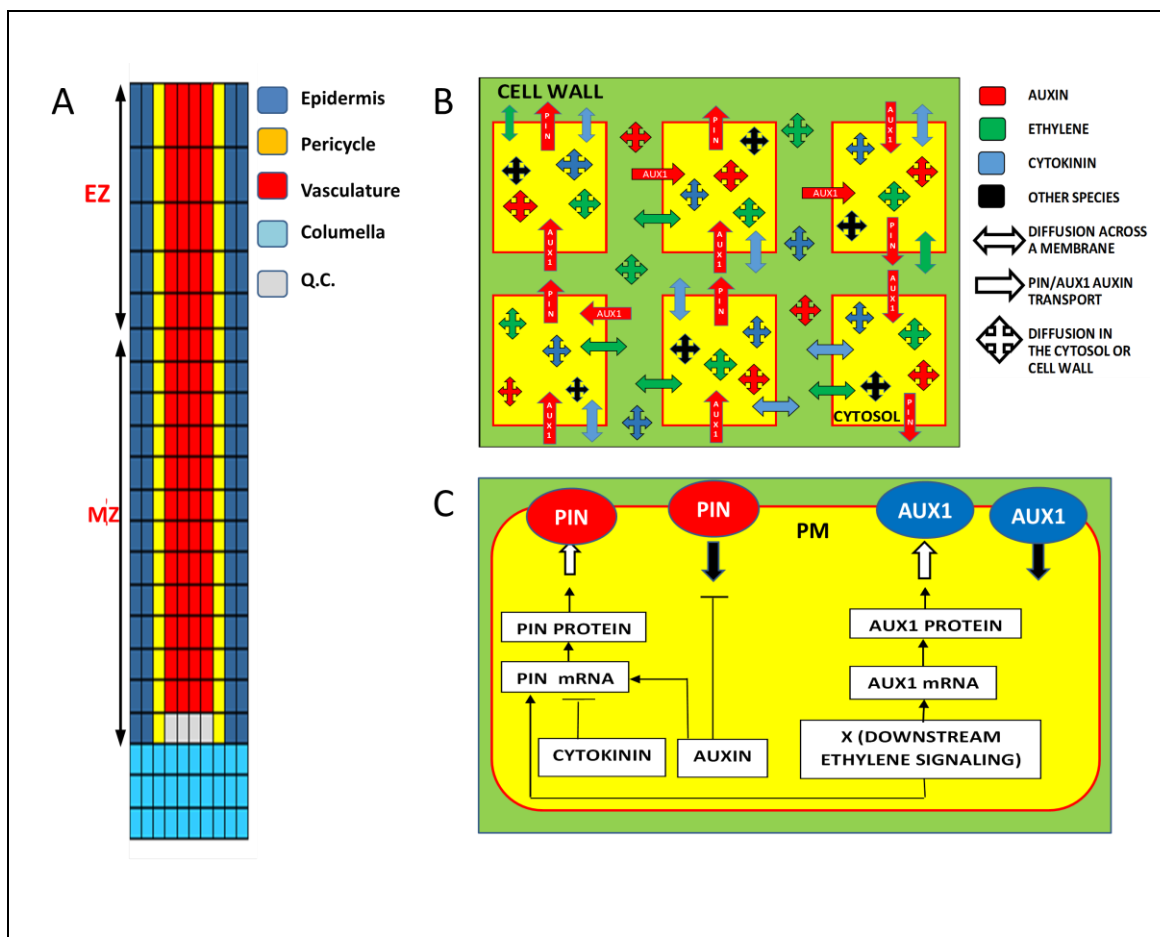 A
Epidermis
Pericycle
Vasculature
Columella
Q.C.
EZ
MZ
B
CELL WALL
PIN
PIN
AUX1
AUX1
AUX1
AUX1
AUX1
PIN
PIN
PIN
AUX1
AUX1
AUX1
AUX1
CYTOSOL
PIN
AUXIN
ETHYLENE
CYTOKININ
OTHER SPECIES
DIFFUSION ACROSS
A MEMBRANE
PIN/AUX1 AUXIN
TRANSPORT
DIFFUSION IN
THE CYTOSOL OR
CELL WALL
C
PIN
PIN
PM
AUX1
AUX1
PIN PROTEIN
PIN mRNA
CYTOKININ
AUXIN
AUX1 PROTEIN
AUX1 mRNA
X (DOWNSTREAM
ETHYLENE SIGNALING)